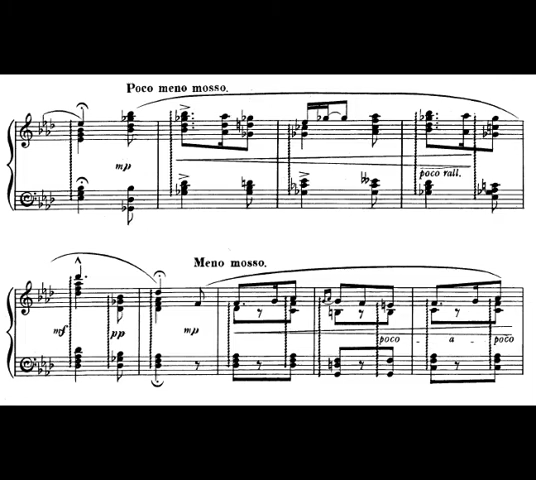 Poco meno mosso.
mp
poco rall.
Meno mosso.
mf pp mp
poco - a - poco